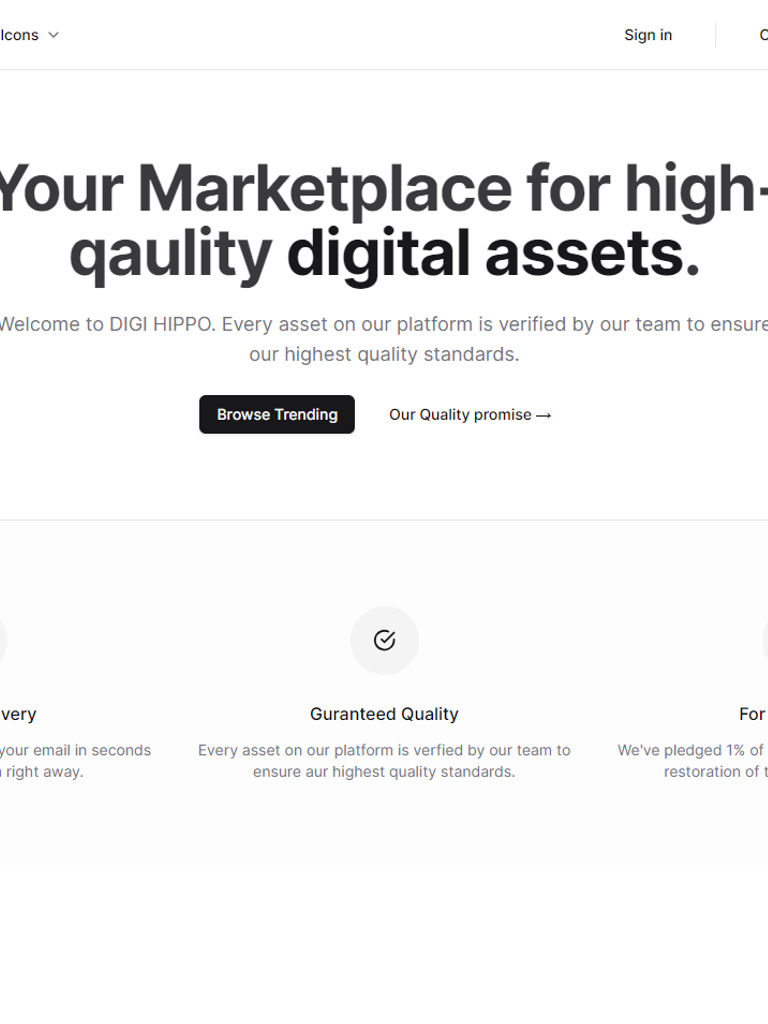 Icons
Sign in
Your Marketplace for high-
qaulity digital assets.
Welcome to DIGI HIPPO. Every asset on our platform is verified by our team to ensure
our highest quality standards.
Browse Trending
Our Quality promise →
very
your email in seconds
right away.
Guranteed Quality
Every asset on our platform is verfied by our team to
ensure aur highest quality standards.
For
We've pledged 1% of
restoration of